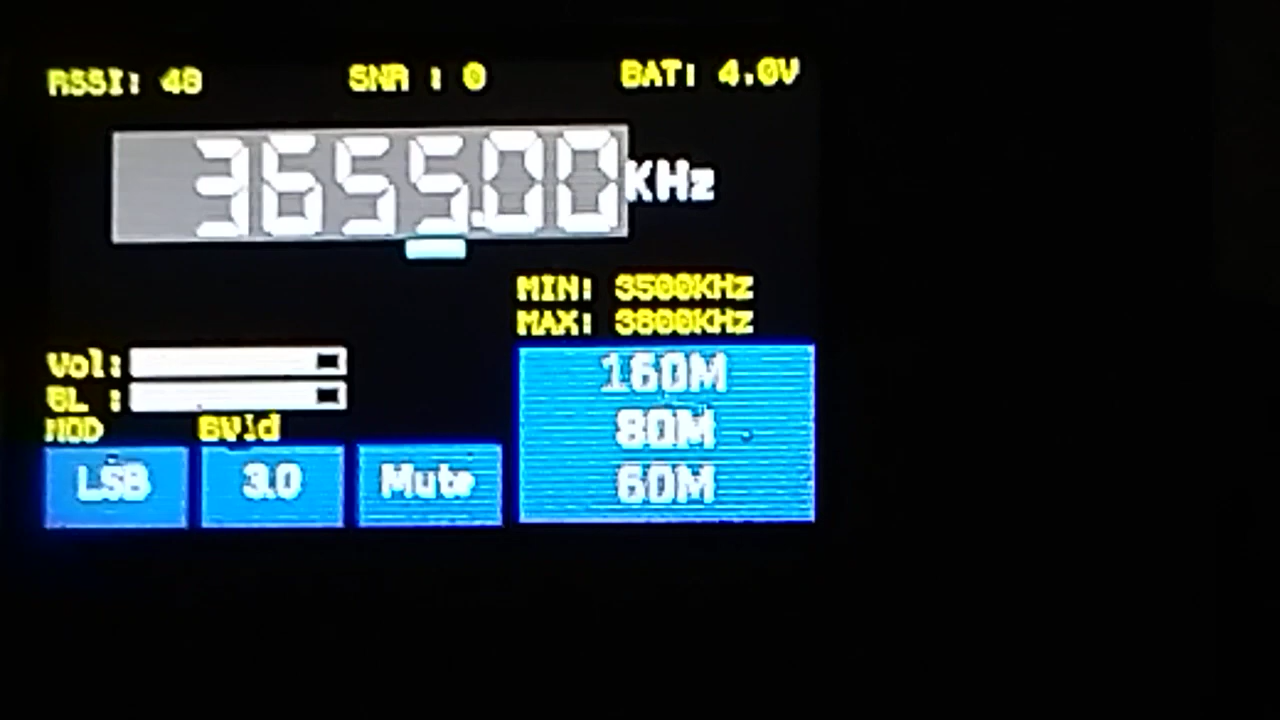 RSSI: 48 SNR : 0 BAT: 4.0V
3655.00 KHz
MIN: 3500KHz
MAX: 3800KHz
Vol:
BL :
160M
80M
60M
MOD BWid
LSB 3.0 Mute